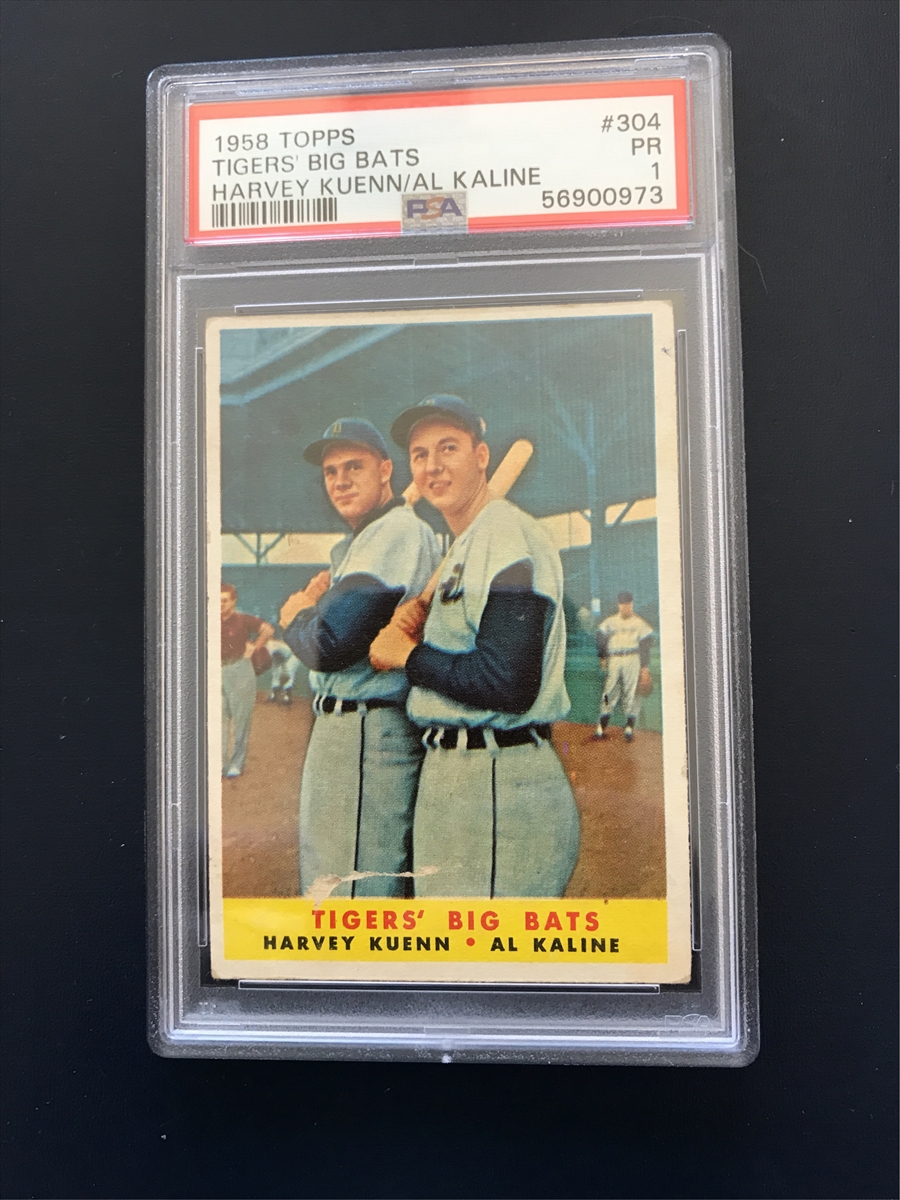 1958 TOPPS #304
TIGERS' BIG BATS PR
HARVEY KUENN/AL KALINE 1
PSA 56900973
TIGERS' BIG BATS
HARVEY KUENN • AL KALINE